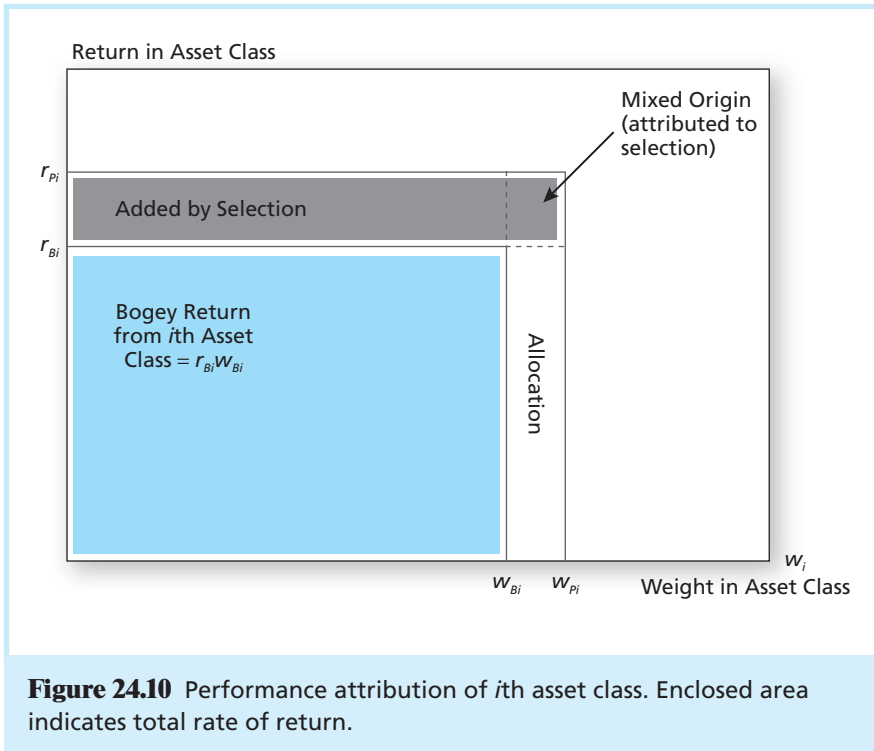 Return in Asset Class
Mixed Origin
(attributed to
selection)
r_Pi
Added by Selection
r_Bi
Bogey Return
from ith Asset
Class = r_Bi w_Bi
Allocation
w_i
w_Bi w_Pi Weight in Asset Class
Figure 24.10 Performance attribution of ith asset class. Enclosed area
indicates total rate of return.